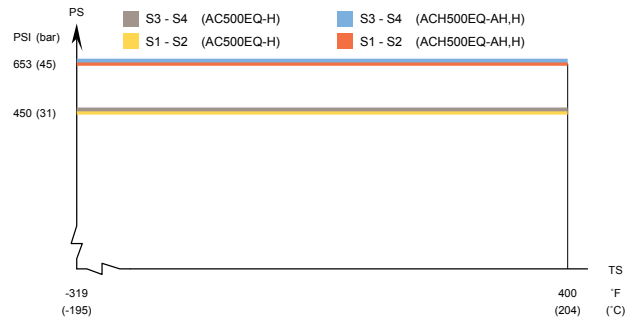 PS
S3 - S4 (AC500EQ-H)
S3 - S4 (ACH500EQ-AH,H)
PSI (bar)
S1 - S2 (AC500EQ-H)
S1 - S2 (ACH500EQ-AH,H)
653 (45)
450 (31)
TS
-319
400
°F
(-195)
(204)
(°C)